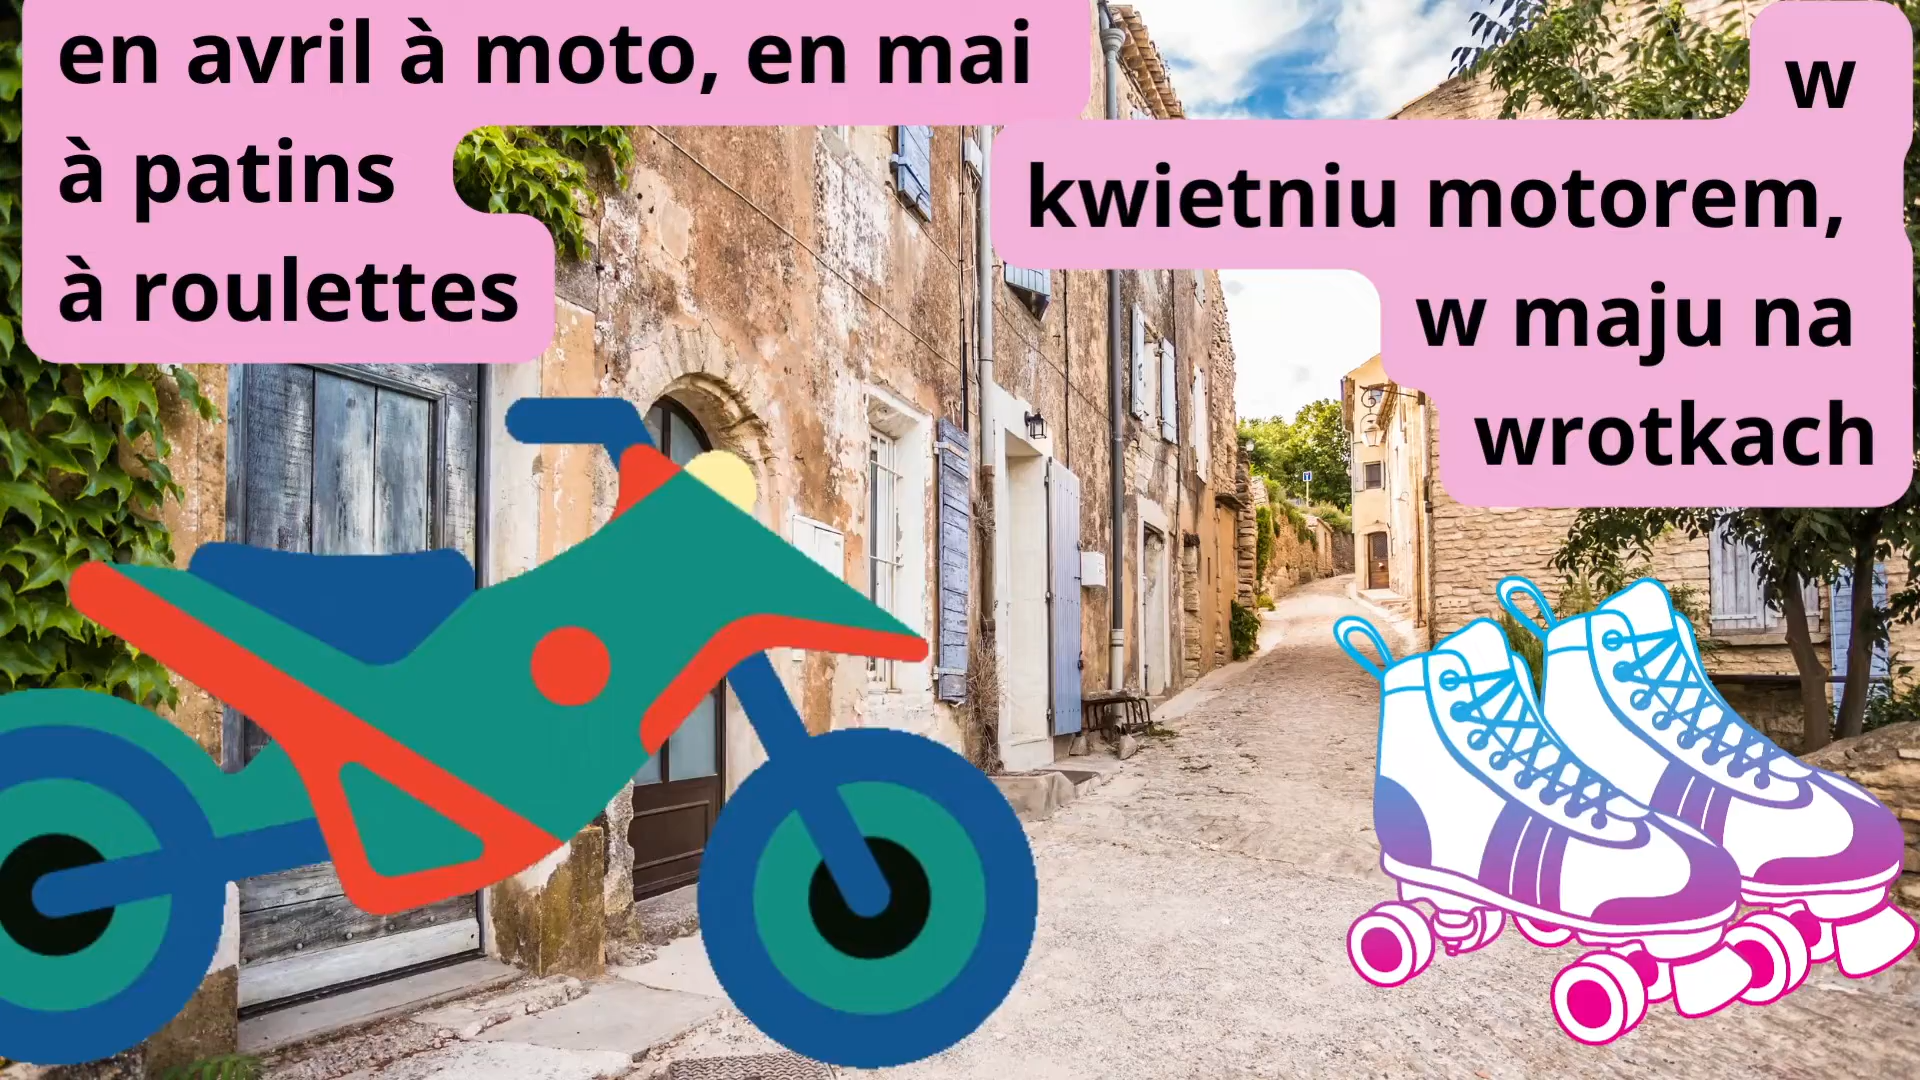 en avril à moto, en mai
à patins
à roulettes
w
kwietniu motorem,
w maju na
wrotkach